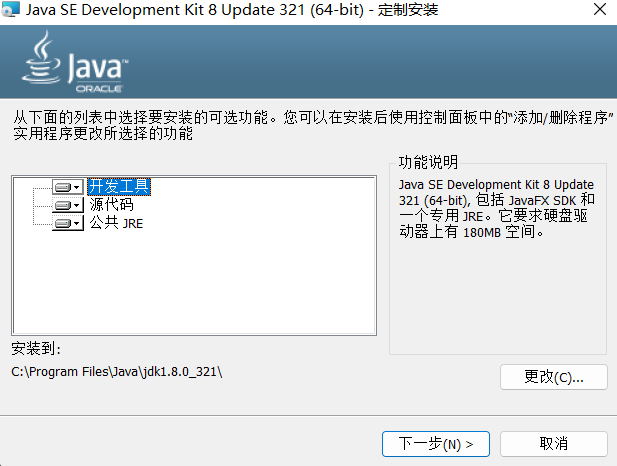 Java SE Development Kit 8 Update 321 (64-bit) - 定制安装
Java™
ORACLE
从下面的列表中选择要安装的可选功能。您可以在安装后使用控制面板中的“添加/删除程序”
实用程序更改所选择的功能
开发工具
源代码
公共 JRE
功能说明
Java SE Development Kit 8 Update
321 (64-bit), 包括 JavaFX SDK 和
一个专用 JRE。它要求硬盘驱
动器上有 180MB 空间。
安装到:
C:\Program Files\Java\jdk1.8.0_321\
更改(C)...
下一步(N) >
取消